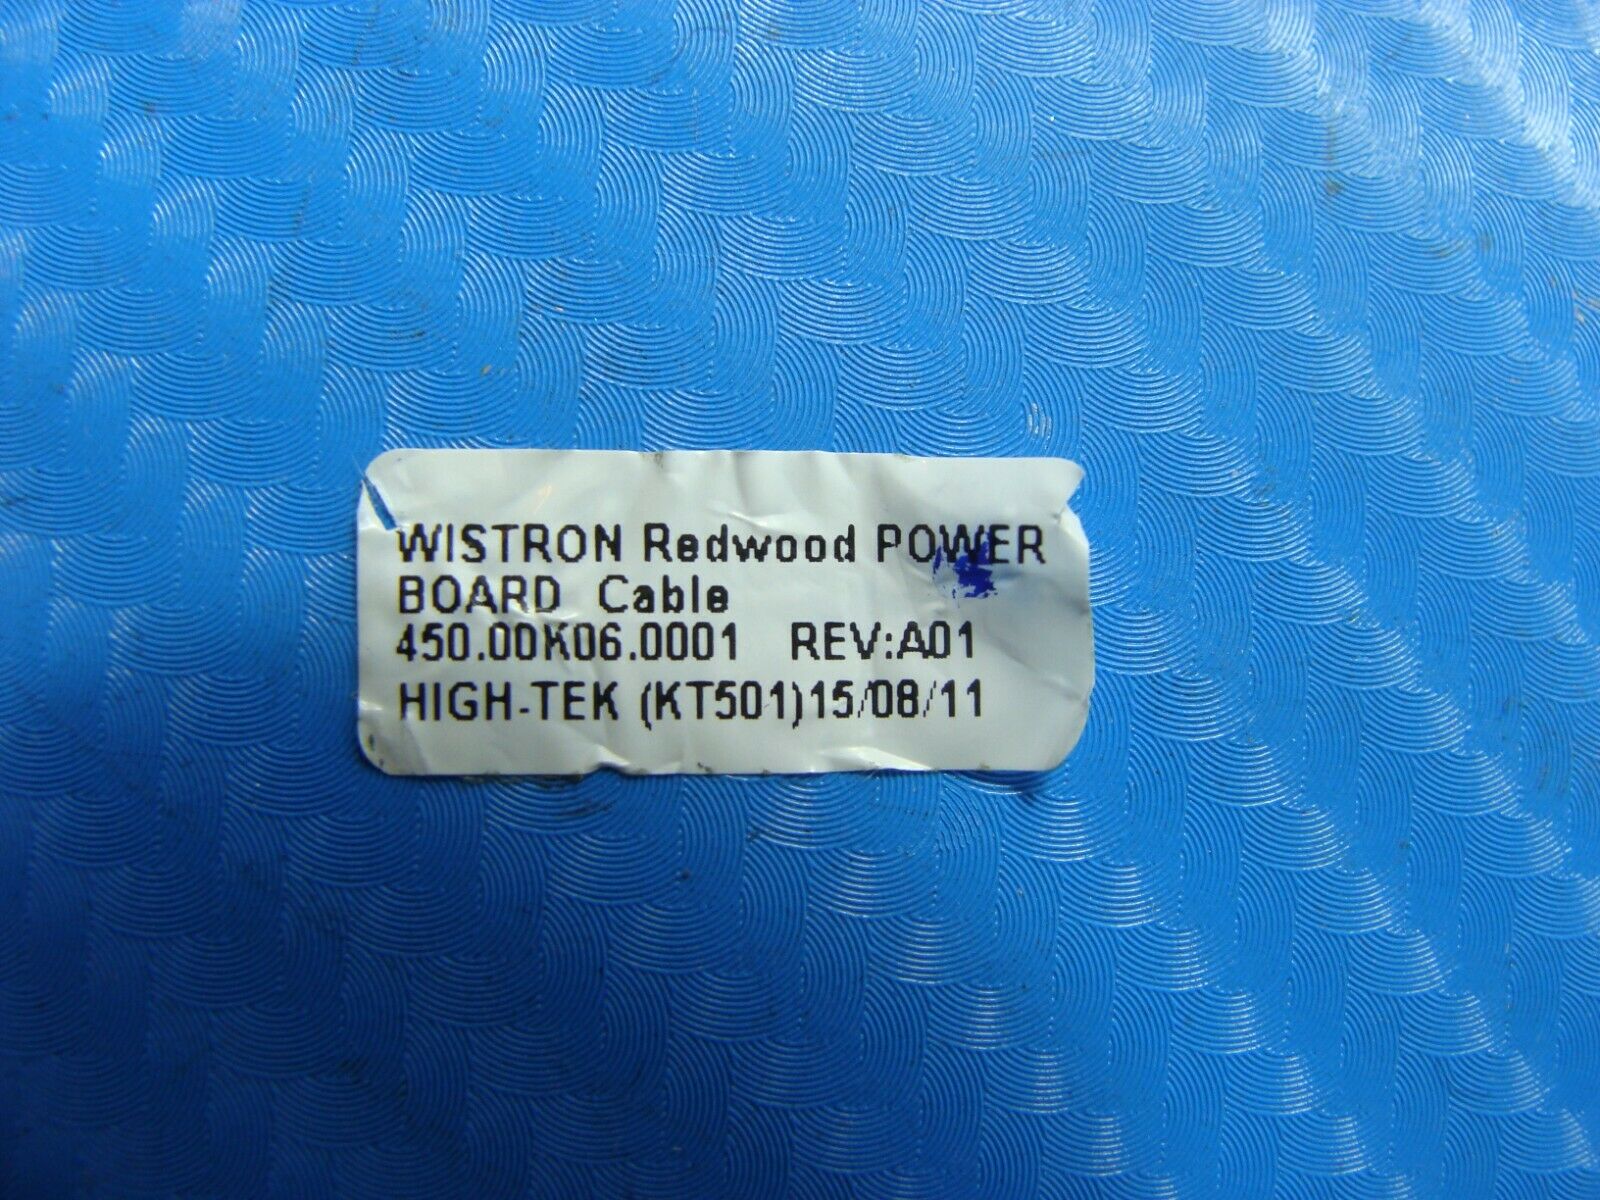 WISTRON Redwood POWER
BOARD Cable
450.00K06.0001 REV:A01
HIGH-TEK (KT501)15/08/11